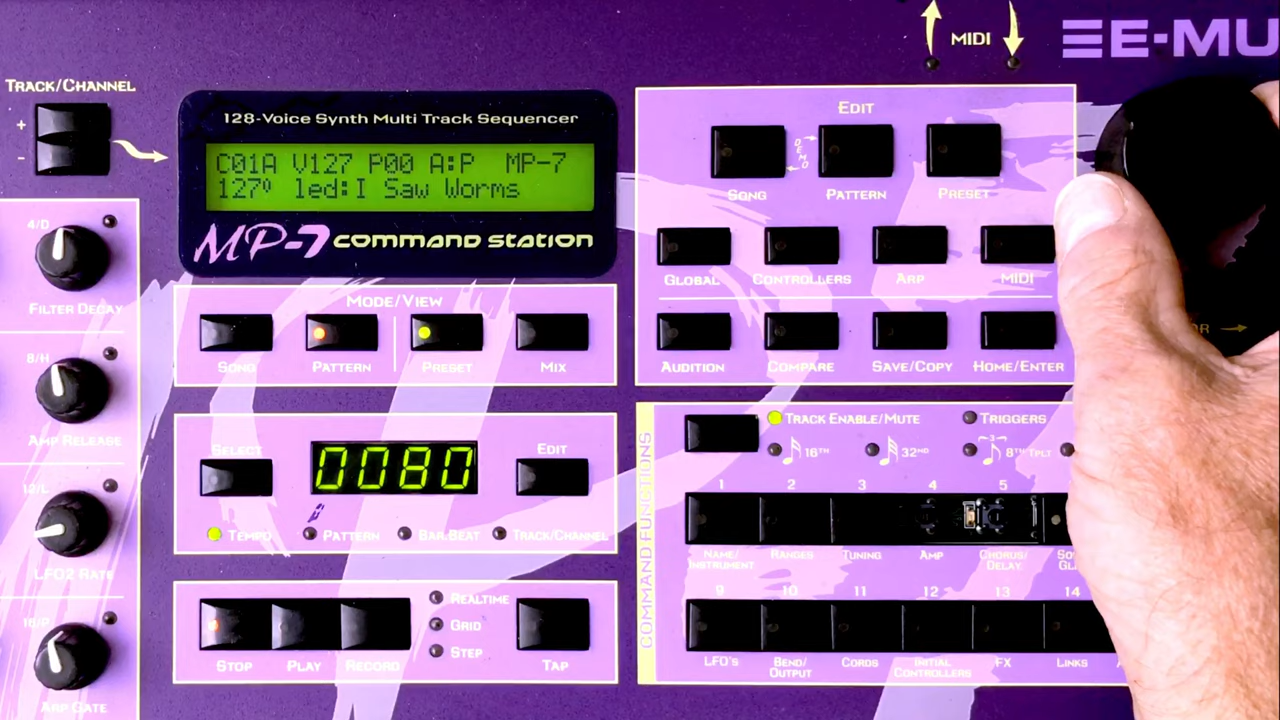 MIDI
E-MU
TRACK/CHANNEL
+
-
128-Voice Synth Multi Track Sequencer
C01A V127 P00 A:P MP-7
127⁰ led:I Saw Worms
MP-7 COMMAND STATION
EDIT
DEMO
SONG
PATTERN
PRESET
GLOBAL
CONTROLLERS
ARP
MIDI
AUDITION
COMPARE
SAVE/COPY
HOME/ENTER
4/D
FILTER DECAY
8/H
AMP RELEASE
12/L
LFO2 RATE
16/P
ARP GATE
MODE/VIEW
SONG
PATTERN
PRESET
MIX
SELECT
0080
EDIT
TEMPO
PATTERN
BAR.BEAT
TRACK/CHANNEL
REALTIME
GRID
STEP
STOP
PLAY
RECORD
TAP
COMMAND FUNCTIONS
TRACK ENABLE/MUTE
TRIGGERS
16TH
32ND
3
8TH TPLT
1 2 3 4 5
NAME/INSTRUMENT
RANGES
TUNING
AMP
CHORUS/DELAY
9 10 11 12 13 14
LFO'S
BEND/OUTPUT
CORDS
INITIAL CONTROLLERS
FX
LINKS